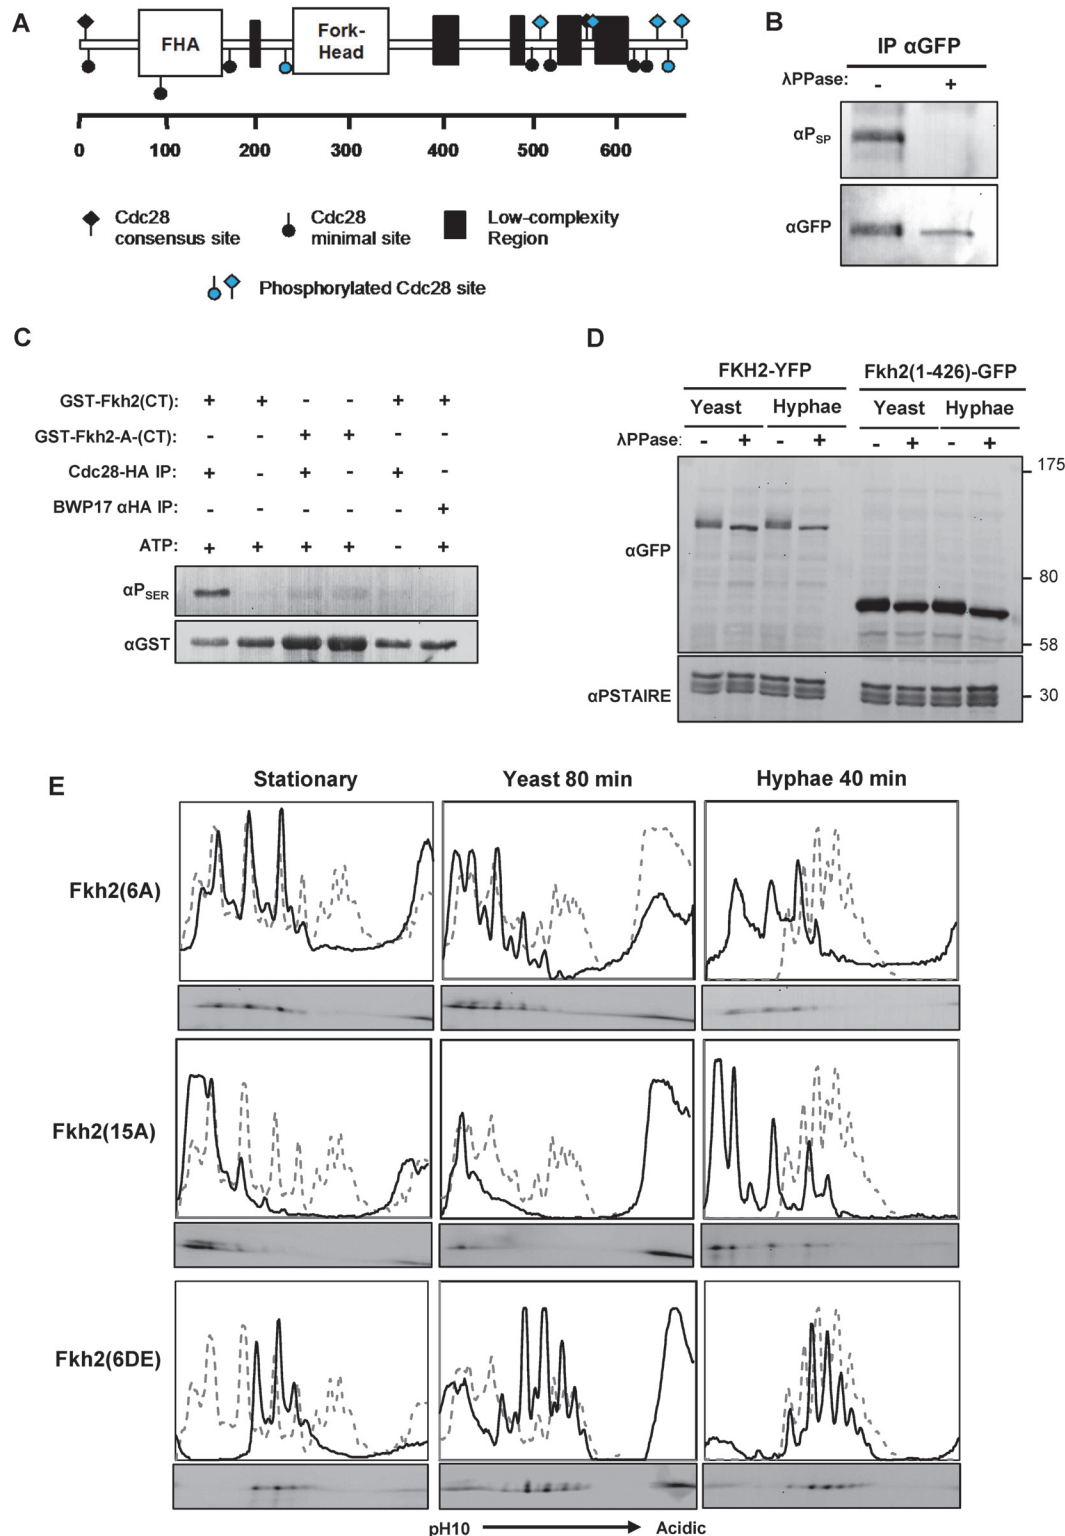 A
FHA
Fork-
Head
0 100 200 300 400 500 600
Cdc28
consensus site
Cdc28
minimal site
Low-complexity
Region
Phosphorylated Cdc28 site
B
IP αGFP
λPPase: - +
αPSP
αGFP
C
GST-Fkh2(CT): + + - - + +
GST-Fkh2-A-(CT): - - + + - -
Cdc28-HA IP: + - + - + -
BWP17 αHA IP: - - - - - +
ATP: + + + + - +
αPSER
αGST
D
FKH2-YFP Fkh2(1-426)-GFP
Yeast Hyphae Yeast Hyphae
λPPase: - + - + - + - +
αGFP
175
80
58
αPSTAIRE
30
E
Stationary Yeast 80 min Hyphae 40 min
Fkh2(6A)
Fkh2(15A)
Fkh2(6DE)
pH10 Acidic